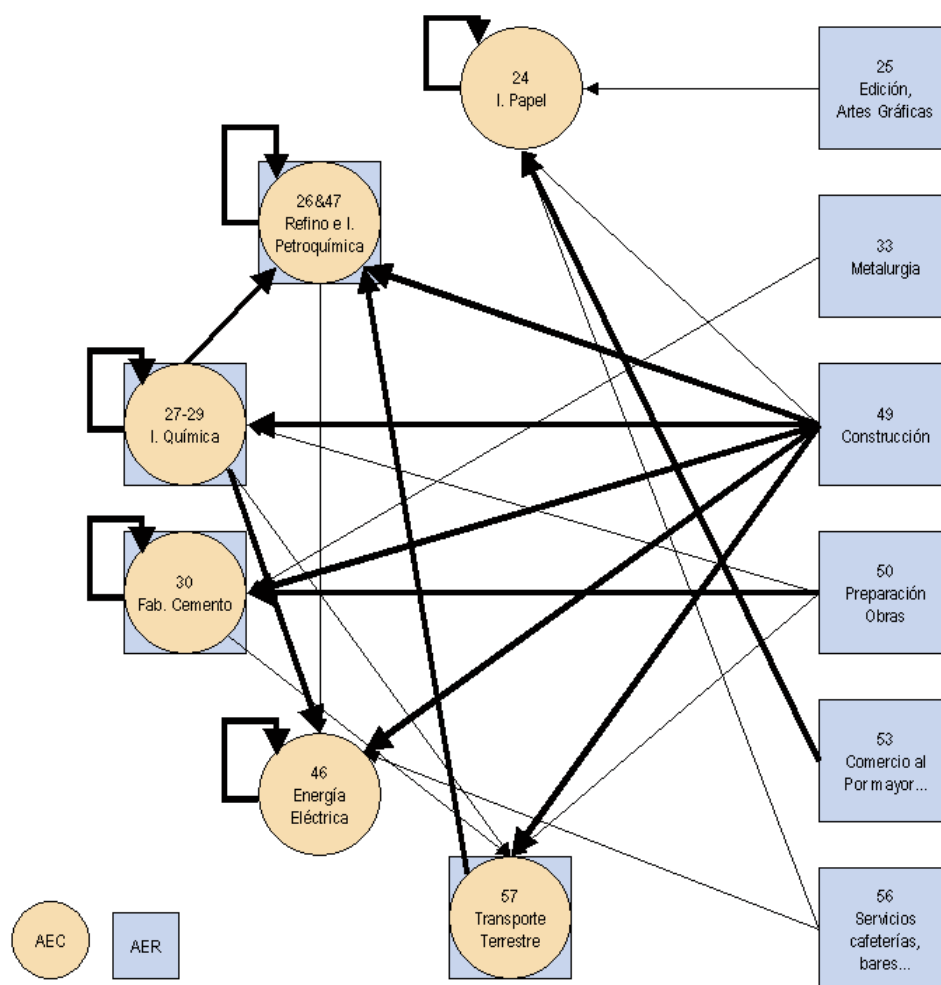 24
I. Papel
25
Edición,
Artes Gráficas
26&47
Refino e I.
Petroquímica
33
Metalurgia
27-29
I. Química
49
Construcción
30
Fab. Cemento
50
Preparación
Obras
46
Energía
Eléctrica
53
Comercio al
Por mayor...
57
Transporte
Terrestre
56
Servicios
cafeterías,
bares...
AEC
AER